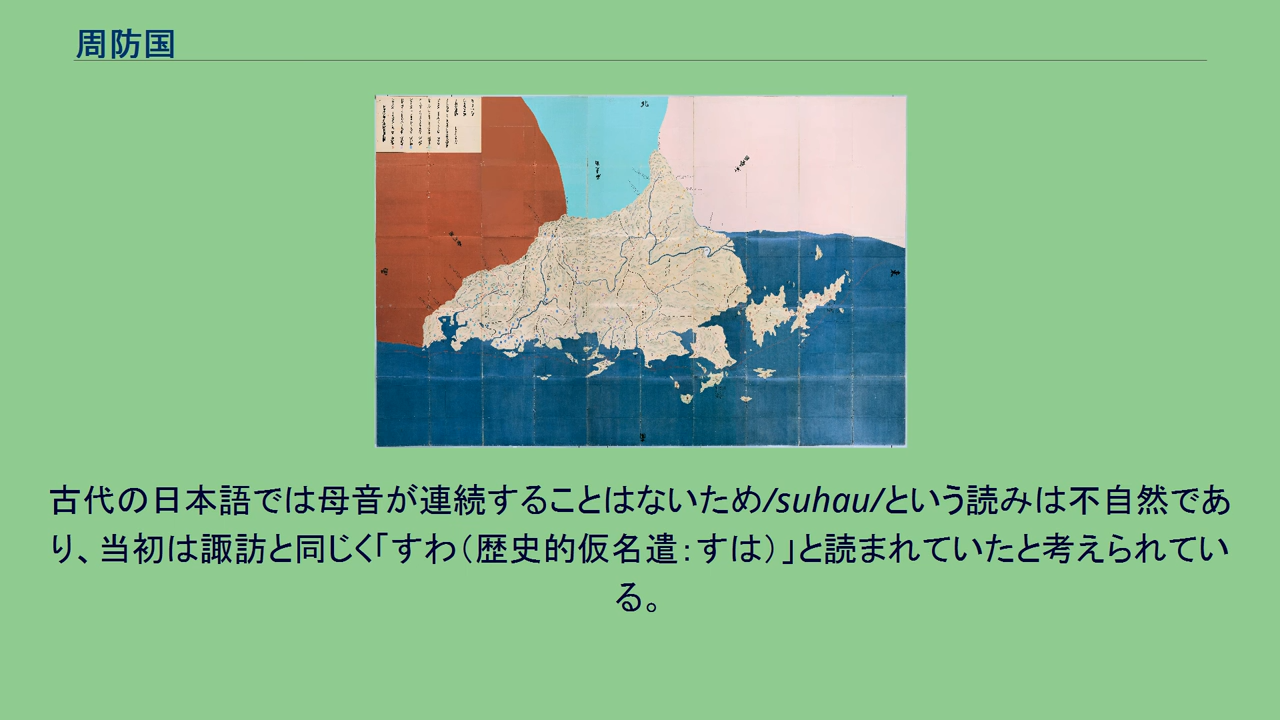 周防国
北
古代の日本語では母音が連続することはないため/suhau/という読みは不自然であ
り、当初は諏訪と同じく「すわ（歴史的仮名遣：すは）」と読まれていたと考えられてい
る。